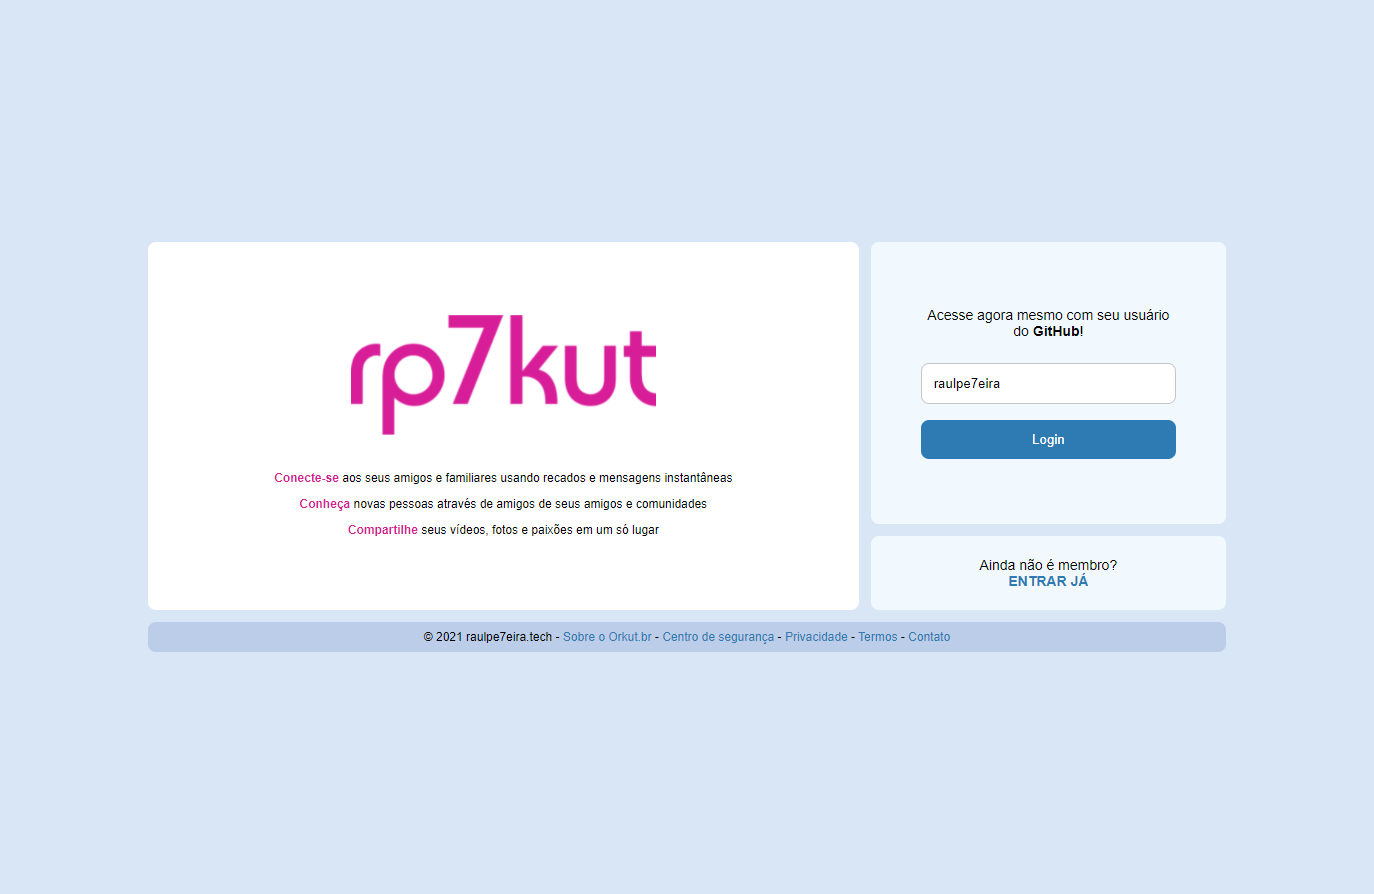 rp7kut
Conecte-se aos seus amigos e familiares usando recados e mensagens instantâneas
Conheça novas pessoas através de amigos de seus amigos e comunidades
Compartilhe seus vídeos, fotos e paixões em um só lugar
Acesse agora mesmo com seu usuário
do GitHub!
raulpe7eira
Login
Ainda não é membro?
ENTRAR JÁ
© 2021 raulpe7eira.tech - Sobre o Orkut.br - Centro de segurança - Privacidade - Termos - Contato